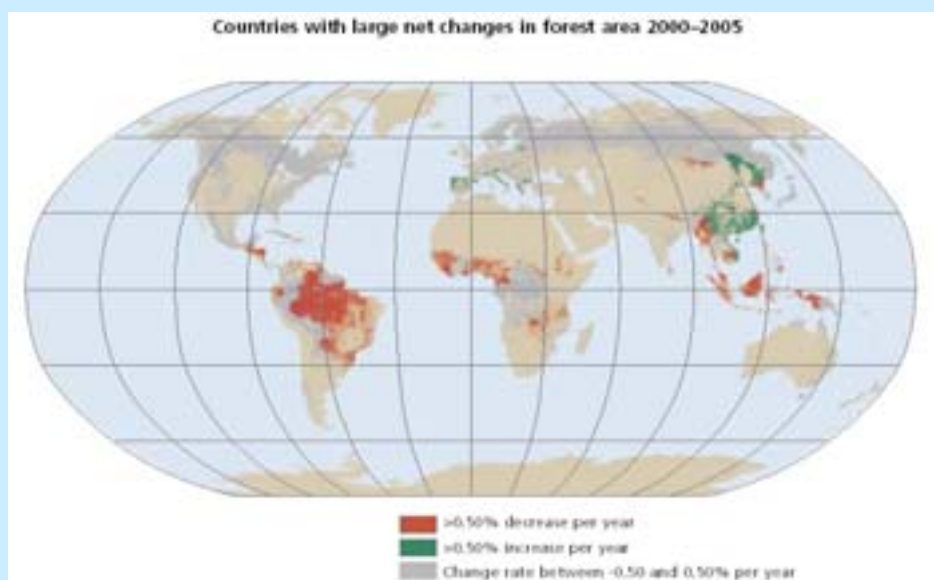 Countries with large net changes in forest area 2000–2005
>0.50% decrease per year
>0.50% increase per year
Change rate between -0.50 and 0.50% per year